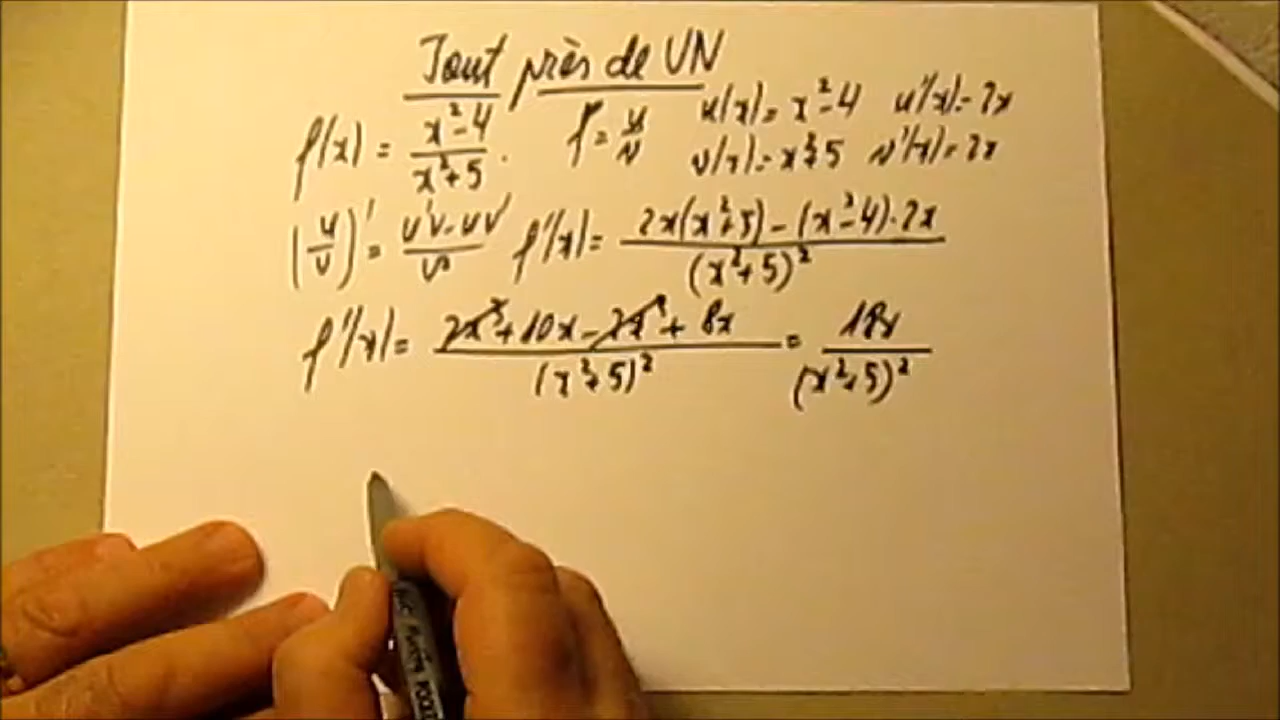 Tout près de UN
f(x) = (x²-4)/(x²+5). f = u/v u(x) = x²-4 u'(x) = 2x
v(x) = x²+5 v'(x) = 2x
(u/v)' = (u'v-uv')/v² f'(x) = (2x(x²+5) - (x²-4)·2x)/(x²+5)²
f'(x) = (2x³+10x-2x³+8x)/(x²+5)² = 18x/(x²+5)²